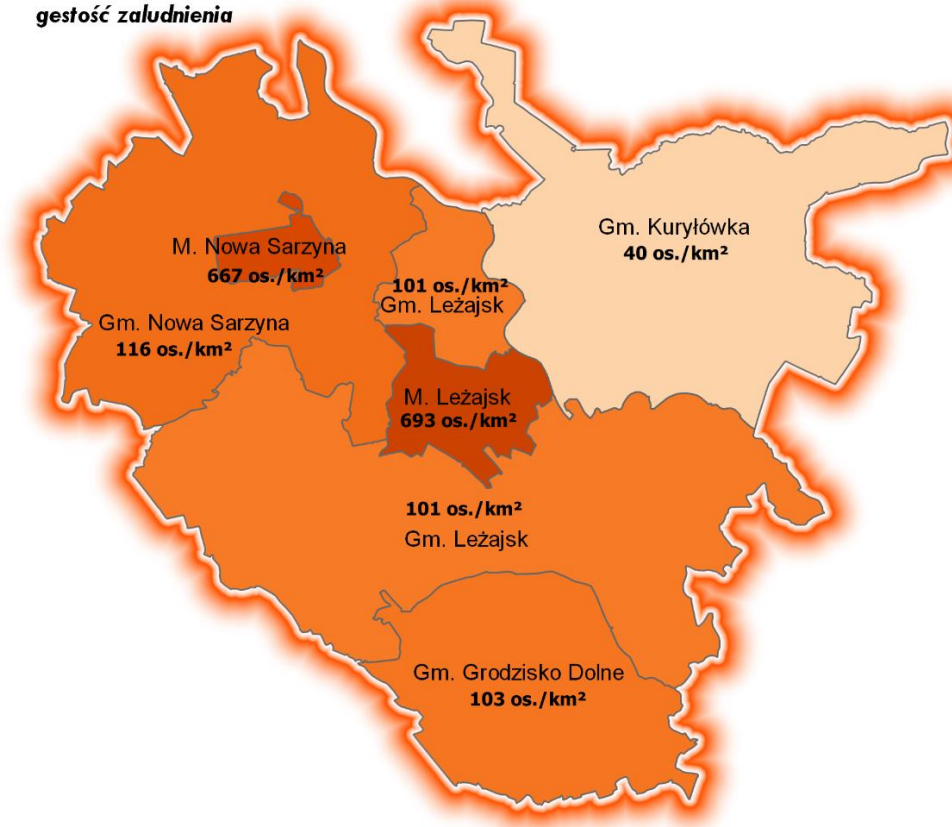 gestość zaludnienia
Gm. Kuryłówka
40 os./km²
M. Nowa Sarzyna
667 os./km²
101 os./km²
Gm. Leżajsk
Gm. Nowa Sarzyna
116 os./km²
M. Leżajsk
693 os./km²
101 os./km²
Gm. Leżajsk
Gm. Grodzisko Dolne
103 os./km²